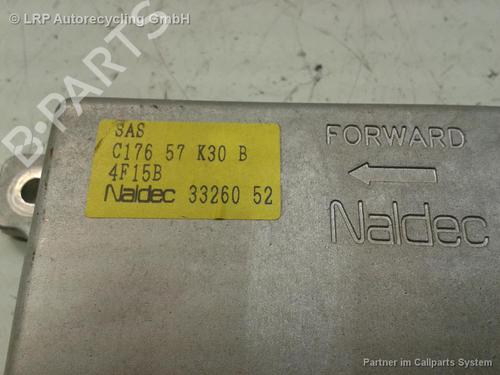 LRP Autorecycling GmbH
B-PARTS
SAS
C176 57 K30 B
4F15B
Naldec 33260 52
FORWARD
Naldec
Partner im Callparts System